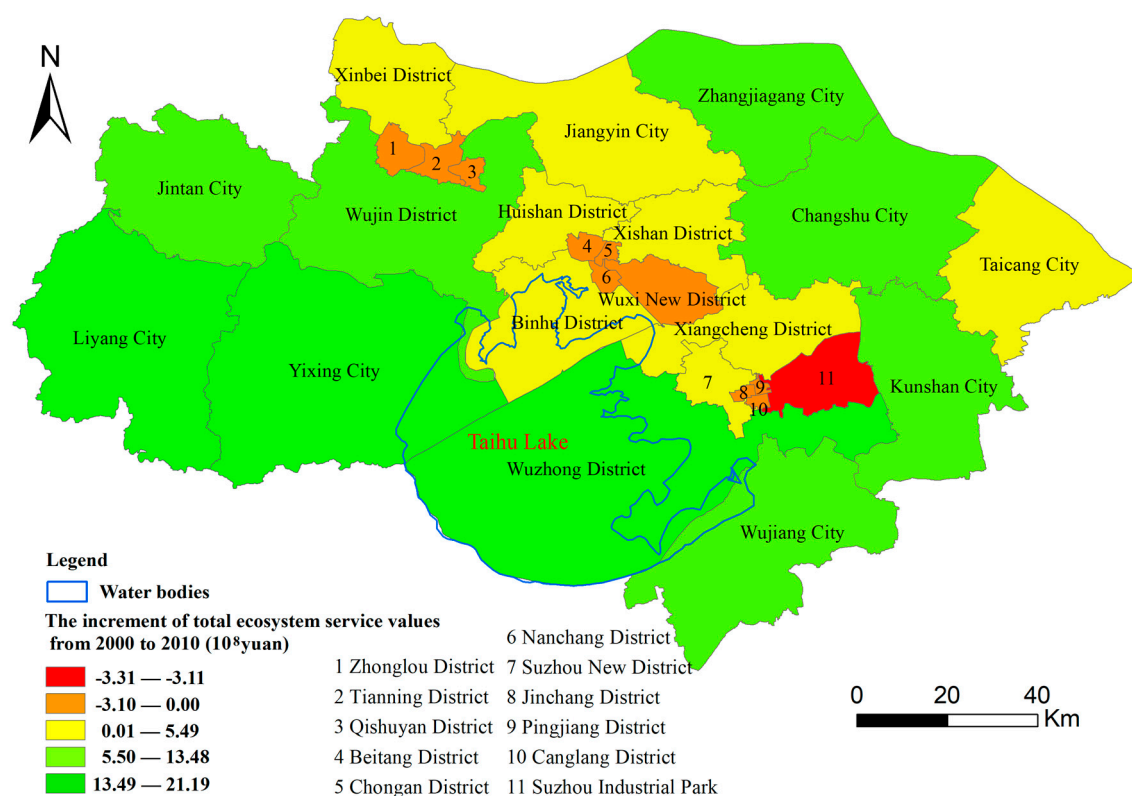 N
Xinbei District
Zhangjiagang City
Jiangyin City
1
2
3
Jintan City
Wujin District
Huishan District
Changshu City
Xishan District
4
5
6
Taicang City
Wuxi New District
Binhu District
Xiangcheng District
Liyang City
Yixing City
7
8
9
10
11
Kunshan City
Taihu Lake
Wuzhong District
Wujiang City
Legend
Water bodies
The increment of total ecosystem service values
from 2000 to 2010 (10⁸yuan)
-3.31 — -3.11
-3.10 — 0.00
0.01 — 5.49
5.50 — 13.48
13.49 — 21.19
1 Zhonglou District
2 Tianning District
3 Qishuyan District
4 Beitang District
5 Chongan District
6 Nanchang District
7 Suzhou New District
8 Jinchang District
9 Pingjiang District
10 Canglang District
11 Suzhou Industrial Park
0 20 40
Km